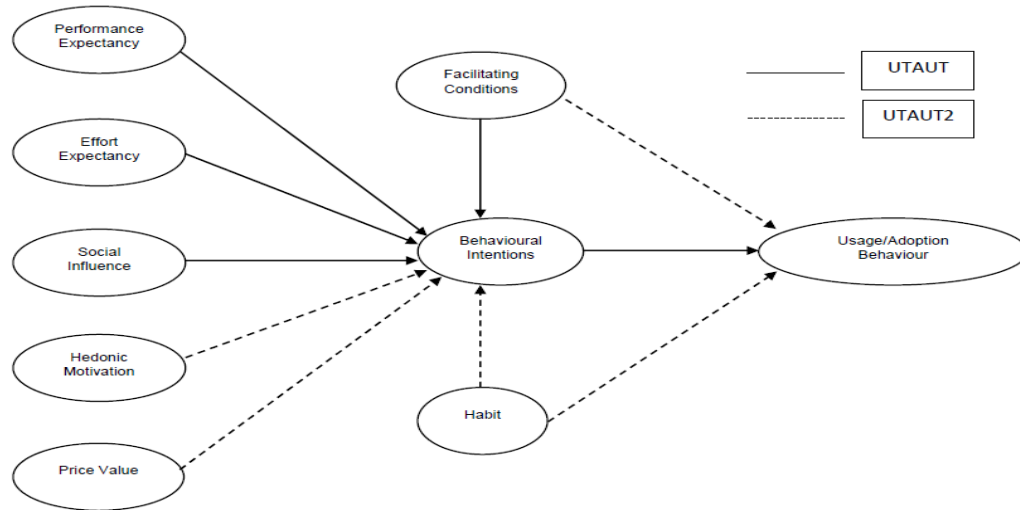 Performance
Expectancy
Facilitating
Conditions
UTAUT
UTAUT2
Effort
Expectancy
Social
Influence
Behavioural
Intentions
Usage/Adoption
Behaviour
Hedonic
Motivation
Habit
Price Value